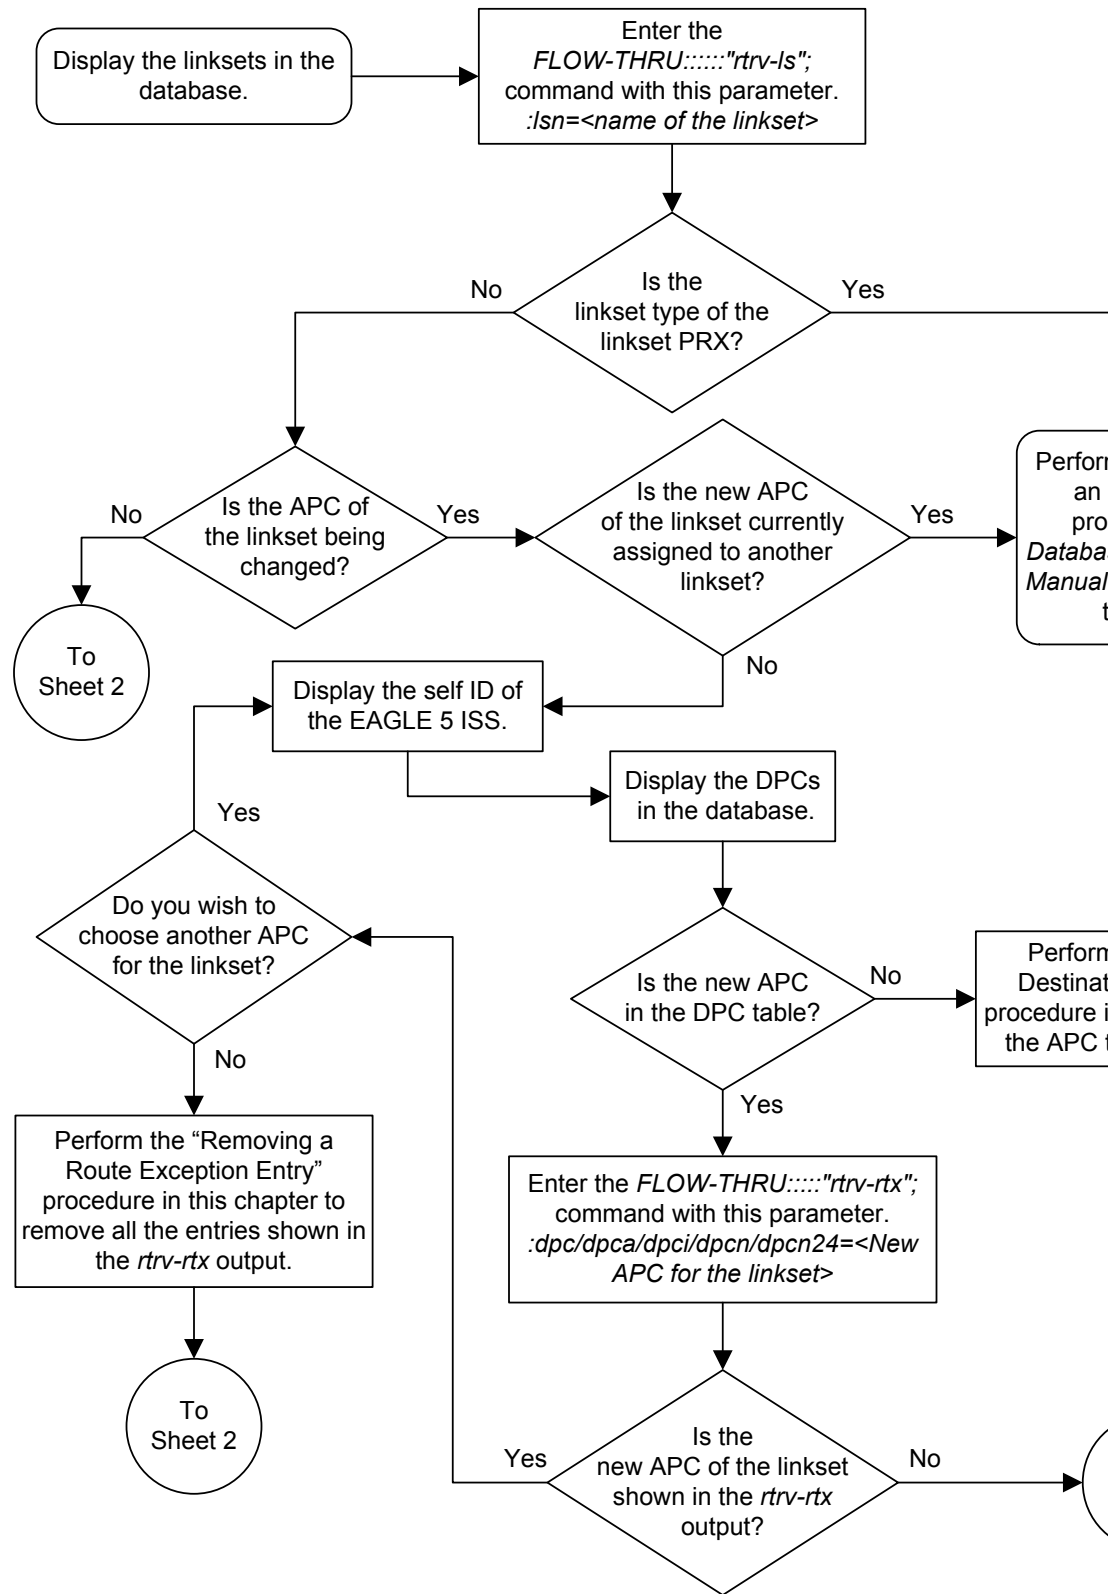 Display the linksets in the
database.
Enter the
FLOW-THRU::::::"rtrv-ls";
command with this parameter.
:lsn=<name of the linkset>
Is the
linkset type of the
linkset PRX?
No
Yes
Is the APC of
the linkset being
changed?
No
Yes
Is the new APC
of the linkset currently
assigned to another
linkset?
Yes
No
Perform
an
pro
Databas
Manual
t
To
Sheet 2
Display the self ID of
the EAGLE 5 ISS.
Display the DPCs
in the database.
Yes
Do you wish to
choose another APC
for the linkset?
No
Is the new APC
in the DPC table?
No
Yes
Perform
Destinat
procedure i
the APC t
Perform the “Removing a
Route Exception Entry”
procedure in this chapter to
remove all the entries shown in
the rtrv-rtx output.
Enter the FLOW-THRU:::::"rtrv-rtx";
command with this parameter.
:dpc/dpca/dpci/dpcn/dpcn24=<New
APC for the linkset>
To
Sheet 2
Is the
new APC of the linkset
shown in the rtrv-rtx
output?
Yes
No